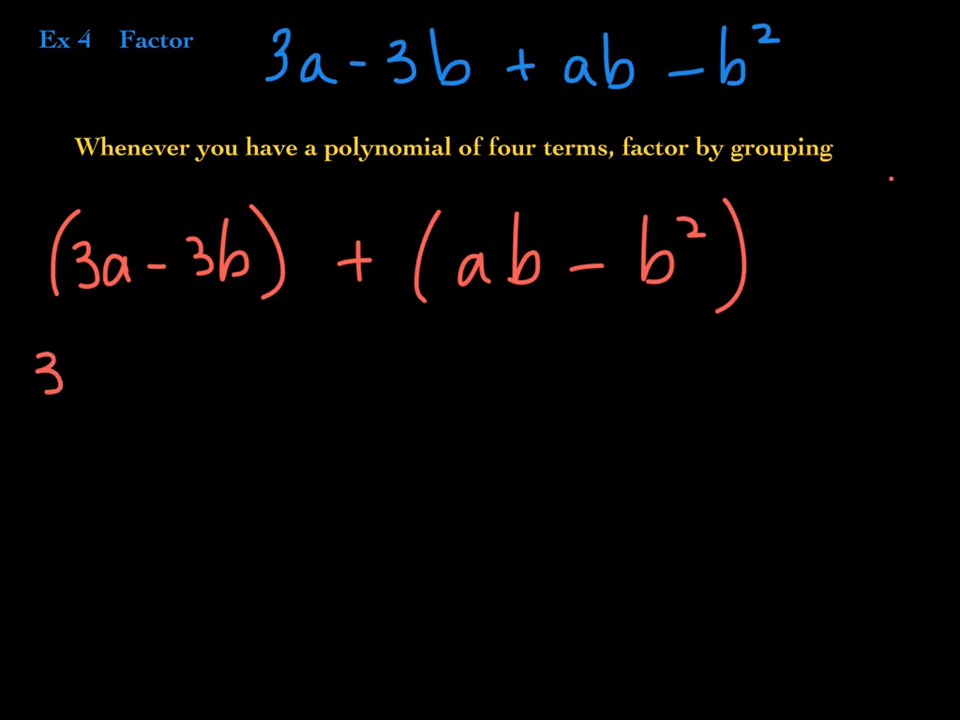 Ex 4 Factor 3a - 3b + ab - b²
Whenever you have a polynomial of four terms, factor by grouping
(3a - 3b) + (ab - b²)
3